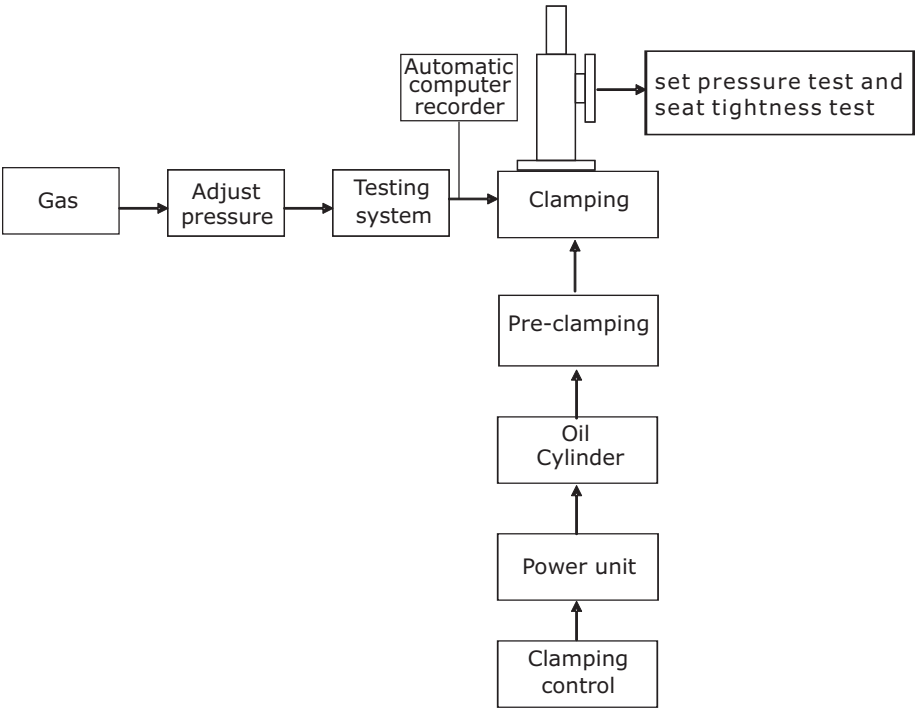 Automatic
computer
recorder
set pressure test and
seat tightness test
Gas
Adjust
pressure
Testing
system
Clamping
Pre-clamping
Oil
Cylinder
Power unit
Clamping
control